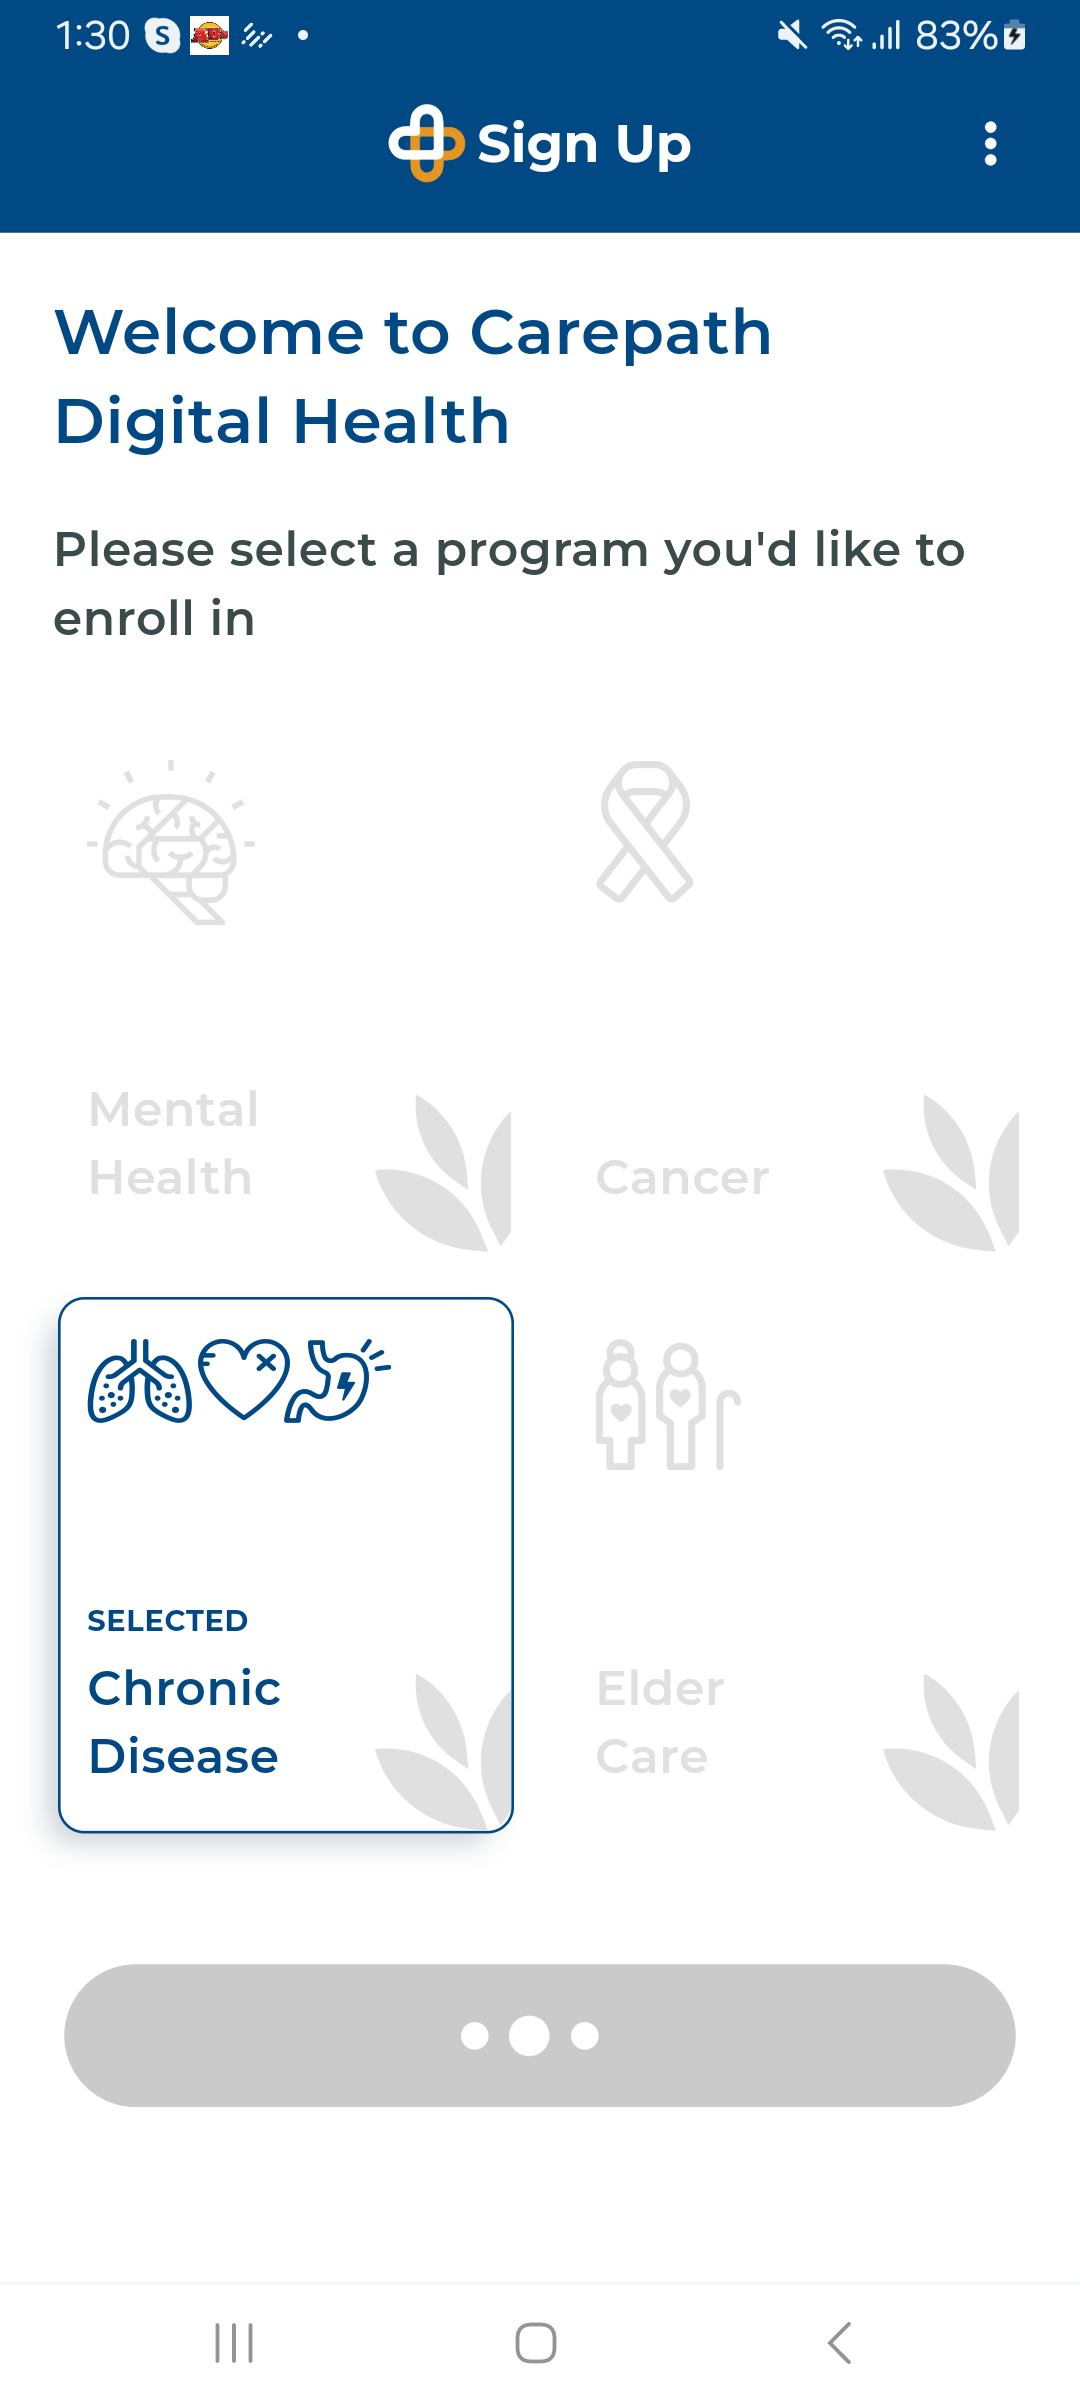 1:30 S 83%
Sign Up
Welcome to Carepath
Digital Health
Please select a program you'd like to
enroll in
Mental
Health
Cancer
SELECTED
Chronic
Disease
Elder
Care